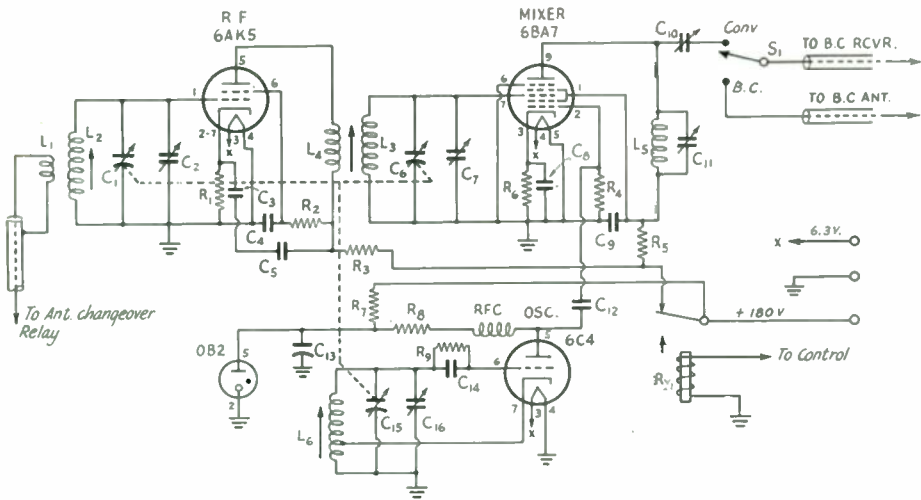 R F
6AK5
MIXER
6BA7
C10
Conv
S1
TO B.C RCVR.
B.C.
TO B.C ANT.
5
6
1
2-7
3
4
x
9
6
7
1
2
3
4
5
x
L1
L2
C1
C2
R1
C3
C4
R2
L4
L3
C6
C7
R6
C8
R4
C9
L5
C11
R5
C5
R3
x
6.3V.
To Ant. changeover
Relay
R7
R8
RFC
OSC.
6C4
C12
+ 180 V
OB2
5
2
C13
R9
C14
5
6
7
3
4
x
To Control
Ry1
L6
C15
C16